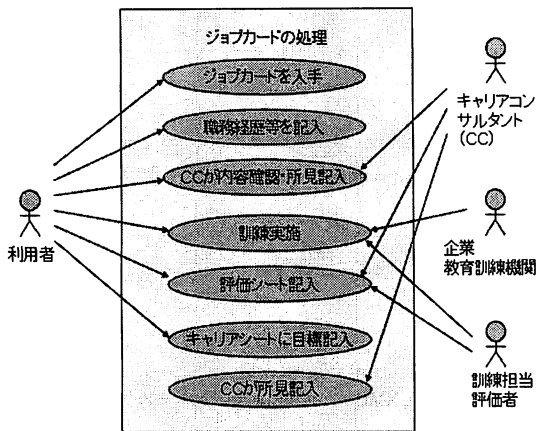 ジョブカードの処理
ジョブカードを入手
職務経歴等を記入
CCが内容確認・所見記入
訓練実施
評価シート記入
キャリアシートに目標記入
CCが所見記入
利用者
キャリアコン
サルタント
(CC)
企業
教育訓練機関
訓練担当
評価者